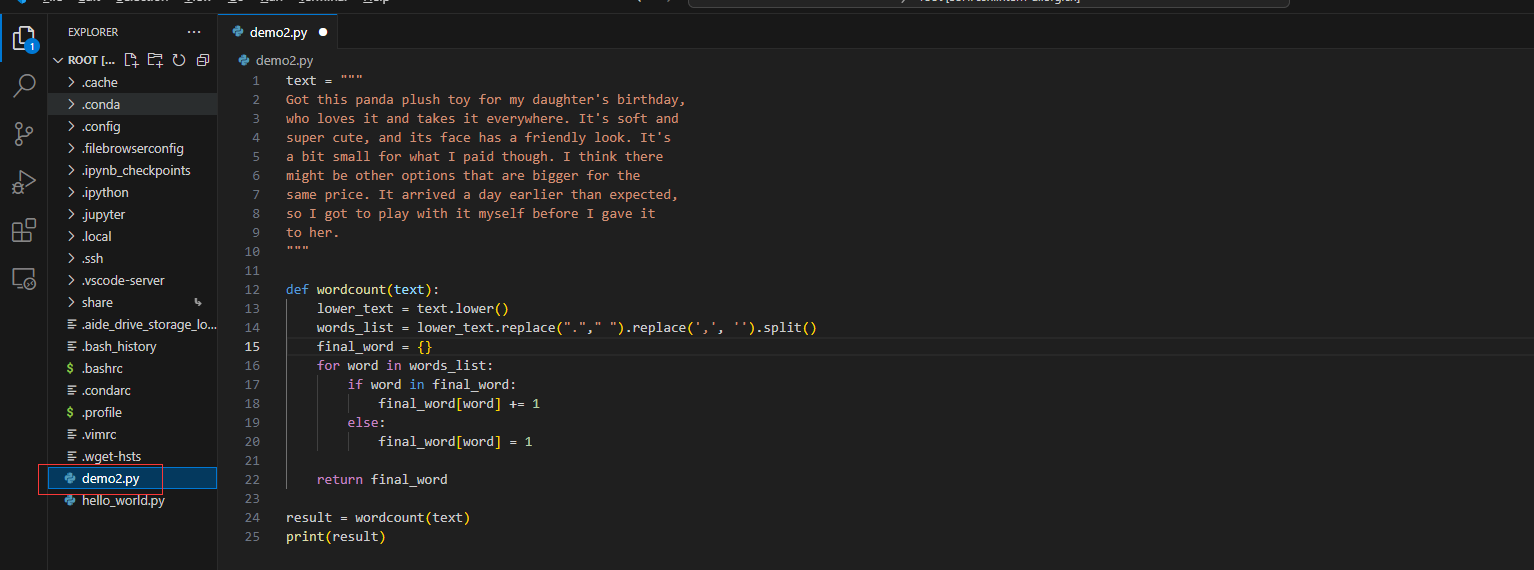 EXPLORER
demo2.py
ROOT [...
demo2.py
1
.cache
.conda
.config
.filebrowserconfig
.ipynb_checkpoints
.ipython
.jupyter
.local
.ssh
.vscode-server
share
.aide_drive_storage_lo...
.bash_history
$ .bashrc
.condarc
$ .profile
.vimrc
.wget-hsts
demo2.py
hello_world.py
1 text = """
2 Got this panda plush toy for my daughter's birthday,
3 who loves it and takes it everywhere. It's soft and
4 super cute, and its face has a friendly look. It's
5 a bit small for what I paid though. I think there
6 might be other options that are bigger for the
7 same price. It arrived a day earlier than expected,
8 so I got to play with it myself before I gave it
9 to her.
10 """
11
12 def wordcount(text):
13     lower_text = text.lower()
14     words_list = lower_text.replace("."," ").replace(',', '').split()
15     final_word = {}
16     for word in words_list:
17         if word in final_word:
18             final_word[word] += 1
19         else:
20             final_word[word] = 1
21
22     return final_word
23
24 result = wordcount(text)
25 print(result)